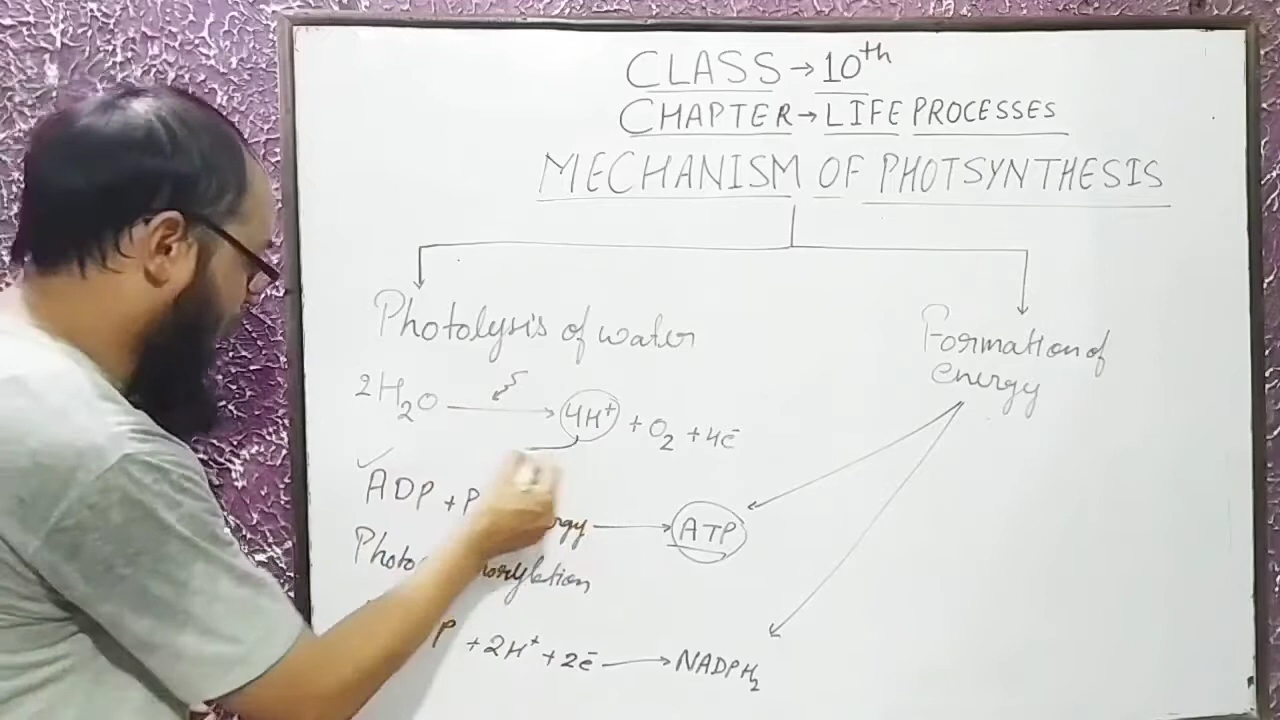 CLASS → 10th
CHAPTER → LIFE PROCESSES
MECHANISM OF PHOTSYNTHESIS
Photolysis of water
2H₂O → 4H⁺ + O₂ + 4e⁻
ADP + P → ATP
NADPH₂
+ 2H⁺ + 2e⁻ →
Formation of
energy